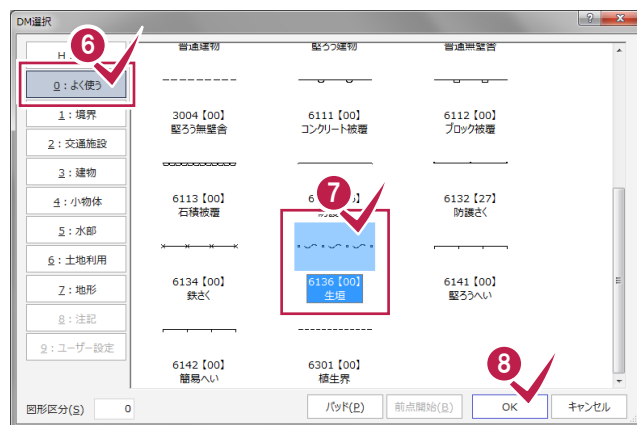 DM選択
6
H
0：よく使う
1：境界
2：交通施設
3：建物
4：小物体
5：水部
6：土地利用
7：地形
8：注記
9：ユーザー設定
普通建物
堅ろう建物
普通無壁舎
3004【00】
堅ろう無壁舎
6111【00】
コンクリート被覆
6112【00】
ブロック被覆
6113【00】
石積被覆
7
6132【27】
防護さく
6134【00】
鉄さく
6136【00】
生垣
6141【00】
堅ろうへい
6142【00】
簡易へい
6301【00】
植生界
8
図形区分(S)
0
パッド(P)
前点開始(B)
OK
キャンセル